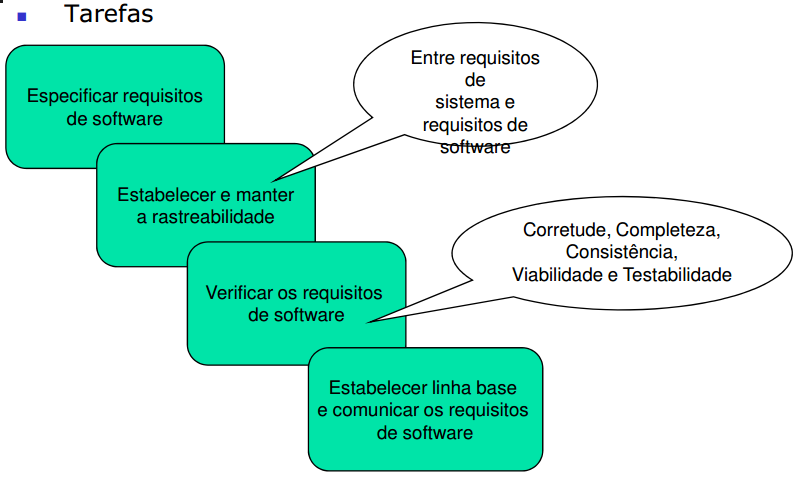 Tarefas
Especificar requisitos
de software
Entre requisitos
de
sistema e
requisitos de
software
Estabelecer e manter
a rastreabilidade
Corretude, Completeza,
Consistência,
Viabilidade e Testabilidade
Verificar os requisitos
de software
Estabelecer linha base
e comunicar os requisitos
de software